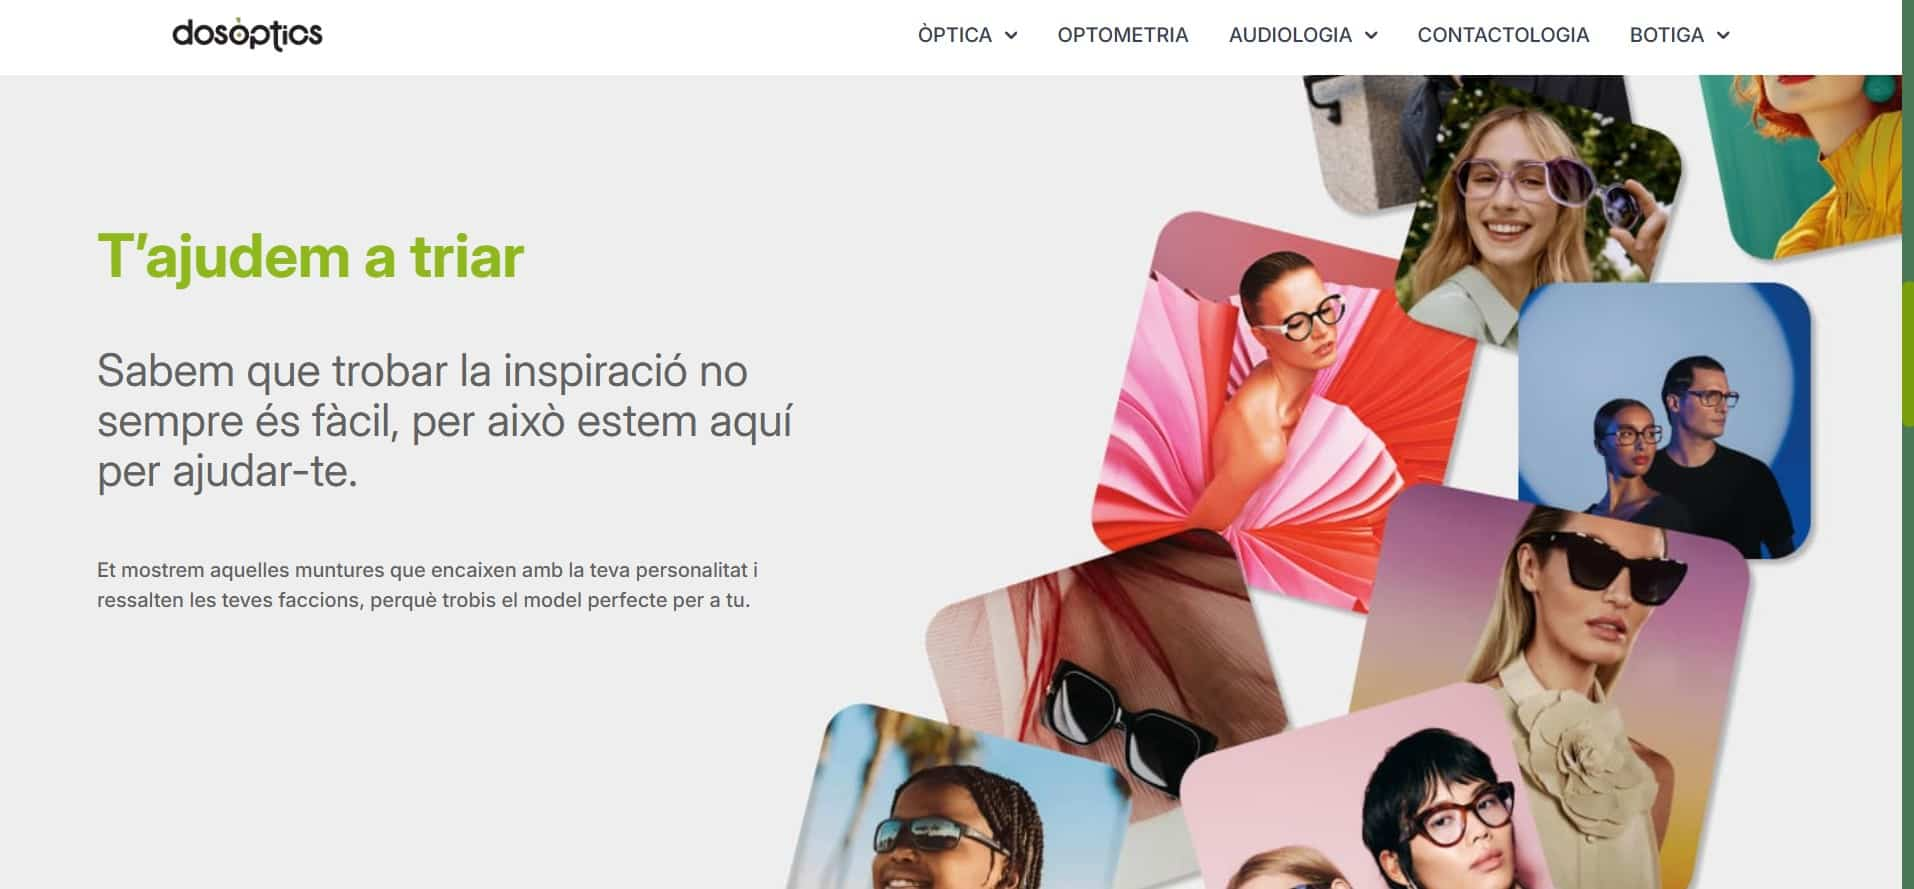 dosòptics
ÒPTICA
OPTOMETRIA
AUDIOLOGIA
CONTACTOLOGIA
BOTIGA
T’ajudem a triar
Sabem que trobar la inspiració no
sempre és fàcil, per això estem aquí
per ajudar-te.
Et mostrem aquelles muntures que encaixen amb la teva personalitat i
ressalten les teves faccions, perquè trobis el model perfecte per a tu.